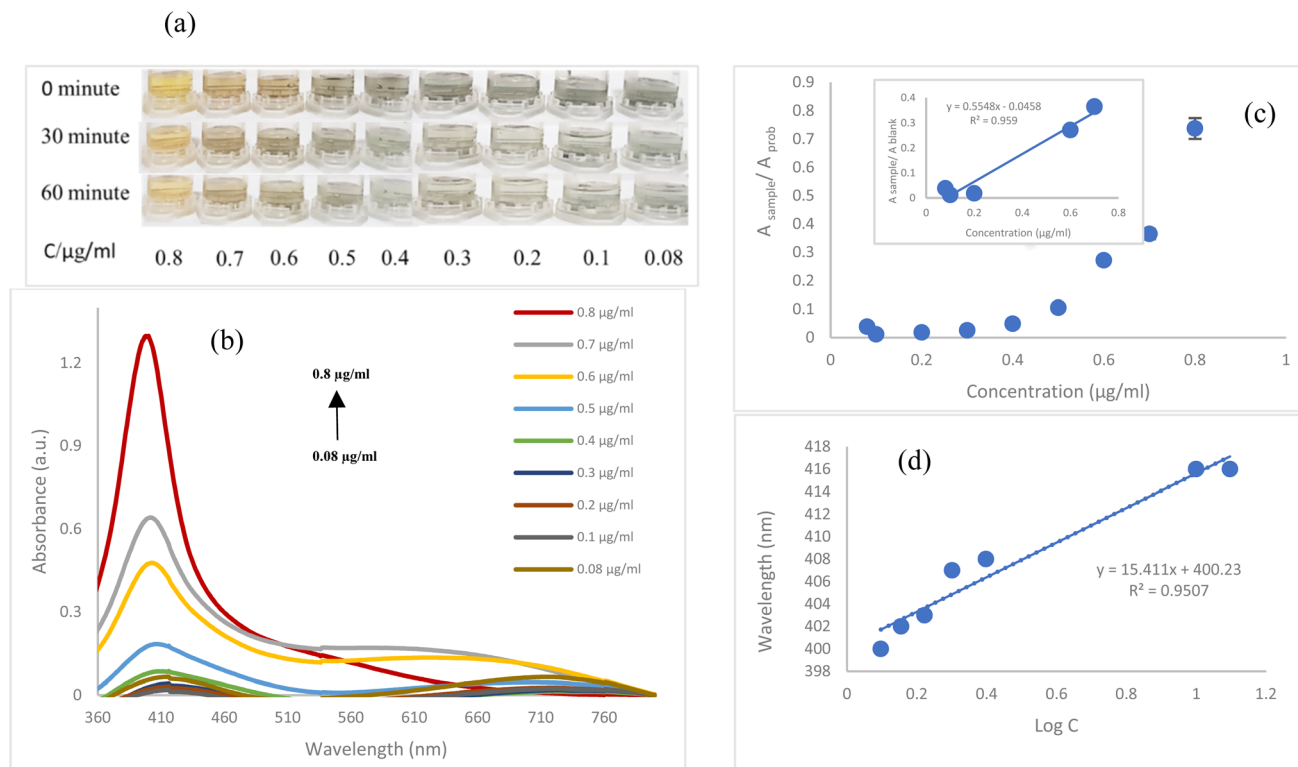 (a)
0 minute
30 minute
60 minute
C/µg/ml 0.8 0.7 0.6 0.5 0.4 0.3 0.2 0.1 0.08
(b)
0.8 µg/ml
0.08 µg/ml
0.8 µg/ml
0.7 µg/ml
0.6 µg/ml
0.5 µg/ml
0.4 µg/ml
0.3 µg/ml
0.2 µg/ml
0.1 µg/ml
0.08 µg/ml
Absorbance (a.u.)
1.2
0.9
0.6
0.3
0
360 410 460 510 560 610 660 710 760
Wavelength (nm)
(c)
A sample/ A prob
0.9
0.8
0.7
0.6
0.5
0.4
0.3
0.2
0.1
0
0 0.2 0.4 0.6 0.8 1
Concentration (µg/ml)
A sample/ A blank
0.4
0.3
0.2
0.1
0
y = 0.5548x - 0.0458
R² = 0.959
0 0.2 0.4 0.6 0.8
Concentration (µg/ml)
(d)
Wavelength (nm)
418
416
414
412
410
408
406
404
402
400
398
y = 15.411x + 400.23
R² = 0.9507
0 0.2 0.4 0.6 0.8 1 1.2
Log C